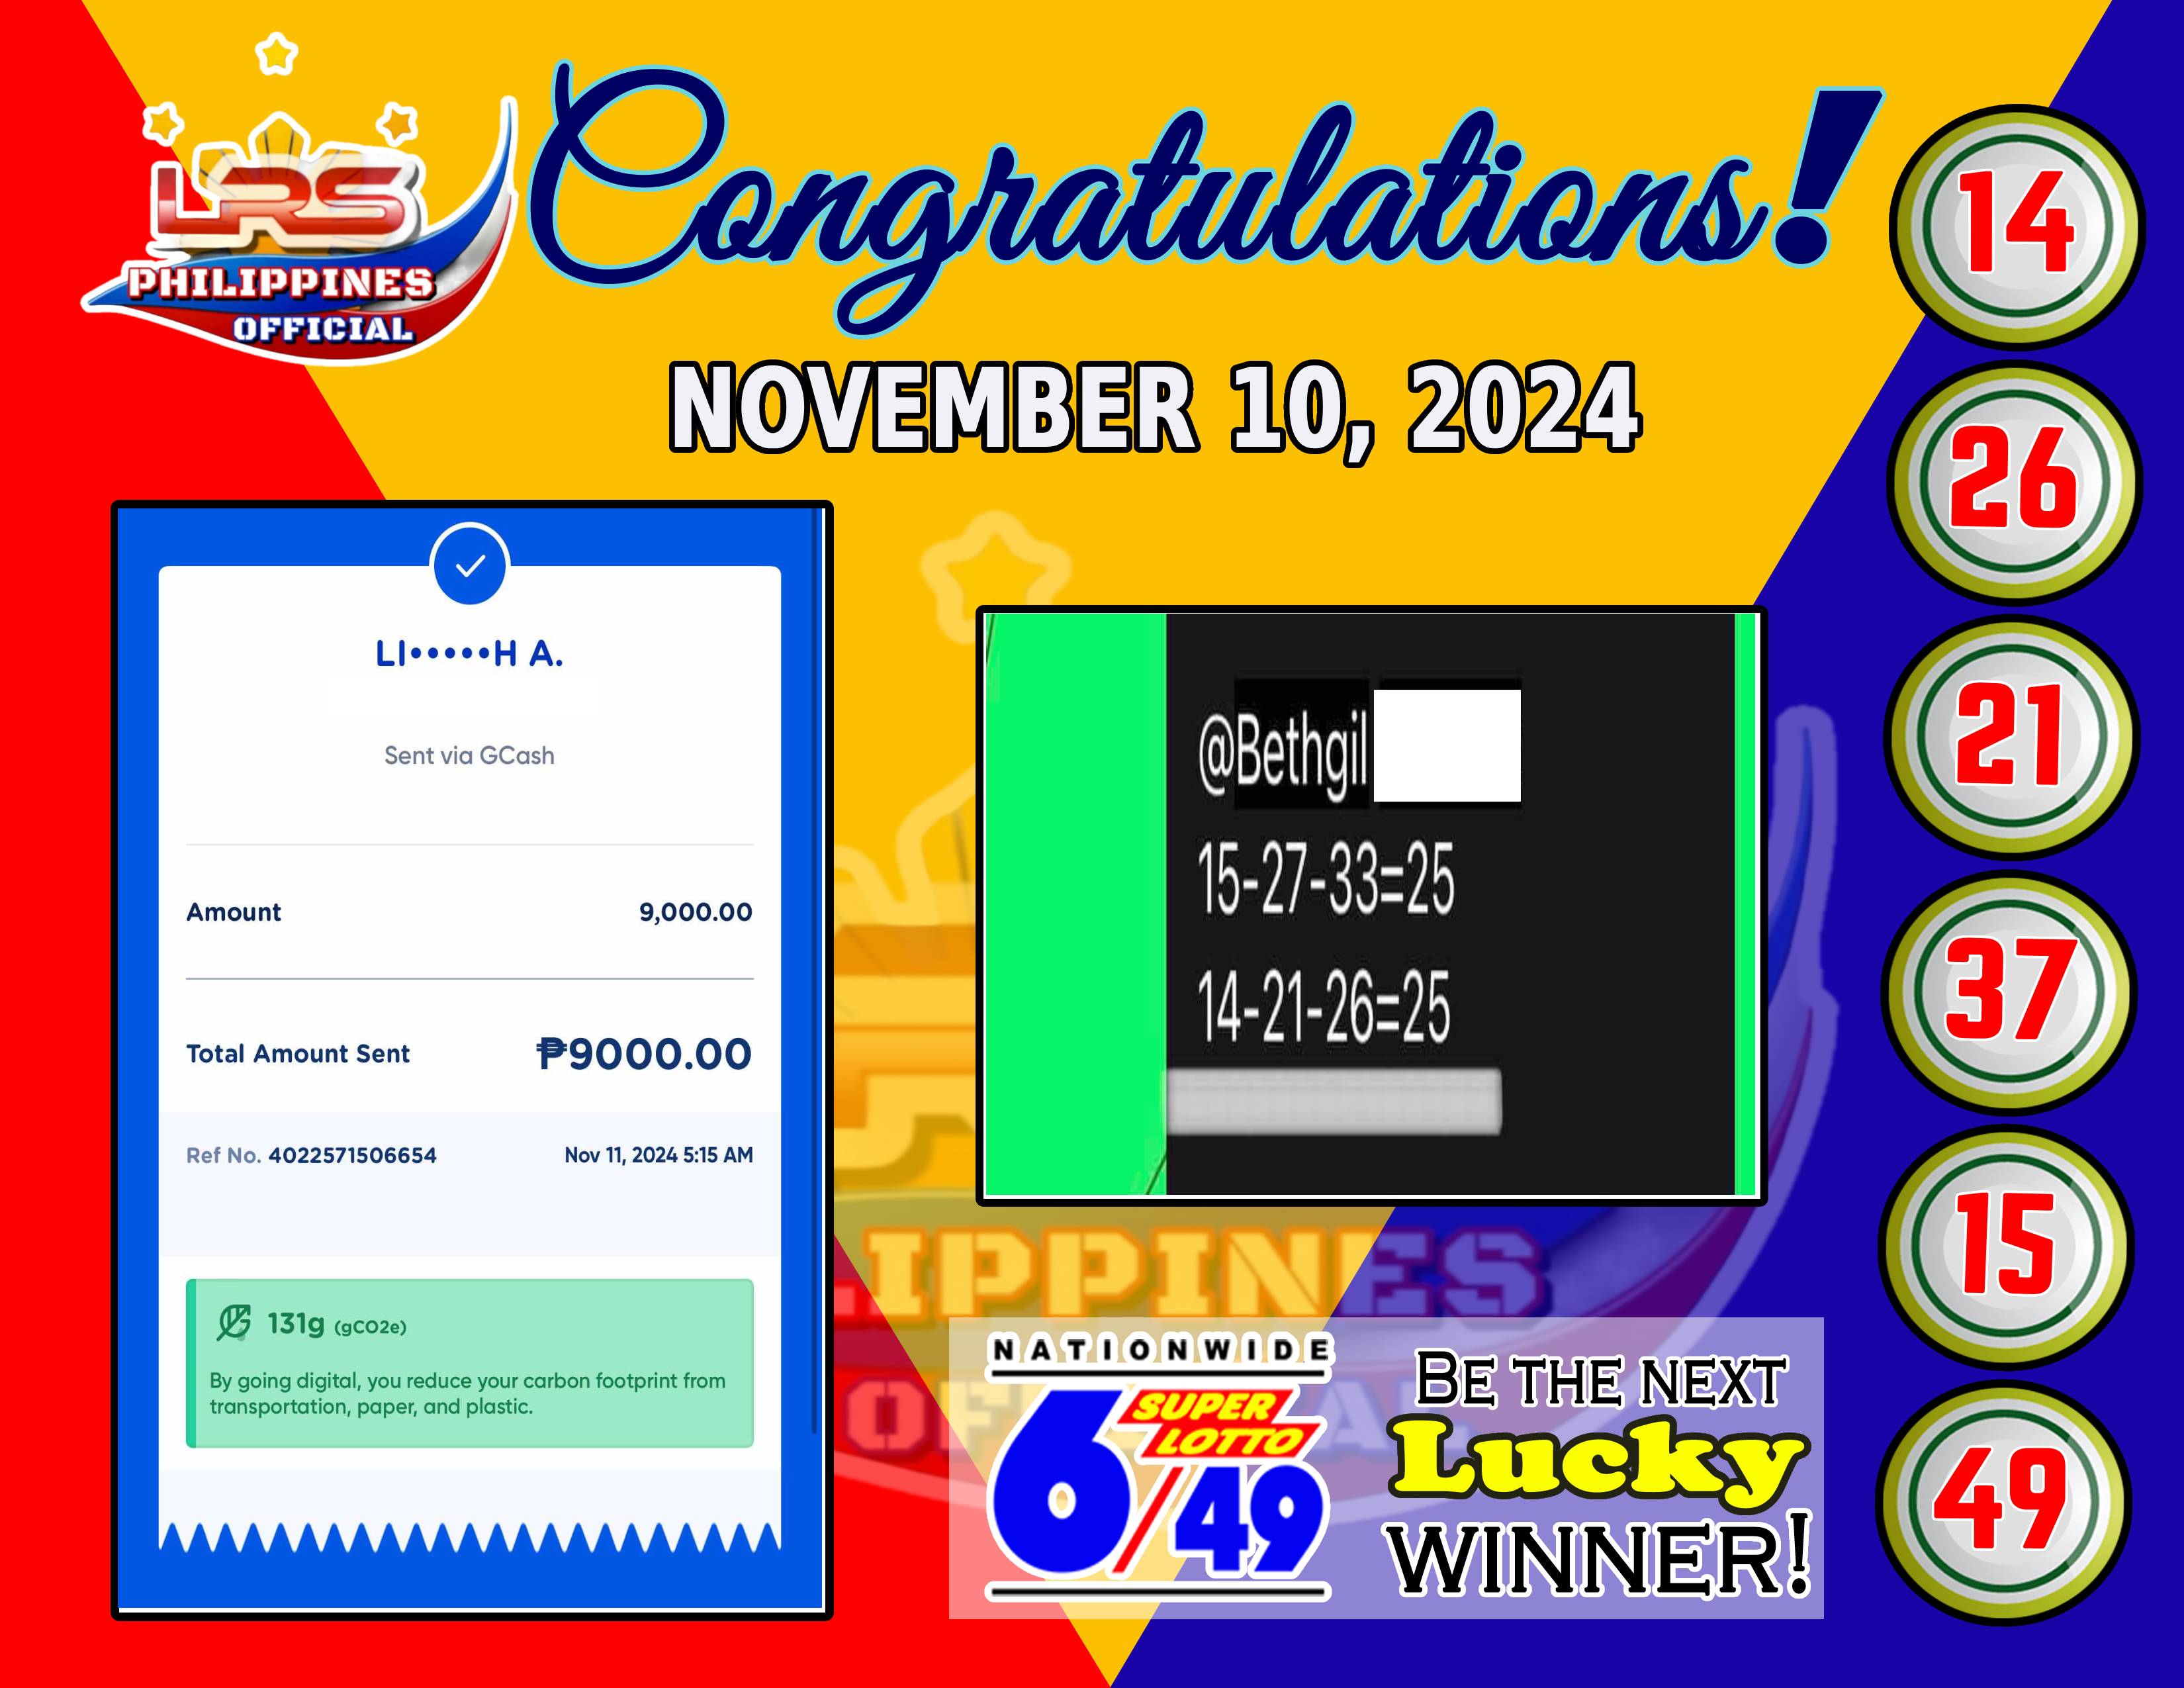 LRS
PHILIPPINES
OFFICIAL
Congratulations!
NOVEMBER 10, 2024
LI•••••H A.
Sent via GCash
Amount 9,000.00
Total Amount Sent ₱9000.00
Ref No. 4022571506654 Nov 11, 2024 5:15 AM
131g (gCO2e)
By going digital, you reduce your carbon footprint from
transportation, paper, and plastic.
@Bethgil
15-27-33=25
14-21-26=25
LIPPINES
NATIONWIDE
SUPER
LOTTO
6/49
BE THE NEXT
Lucky
WINNER!
14
26
21
37
15
49